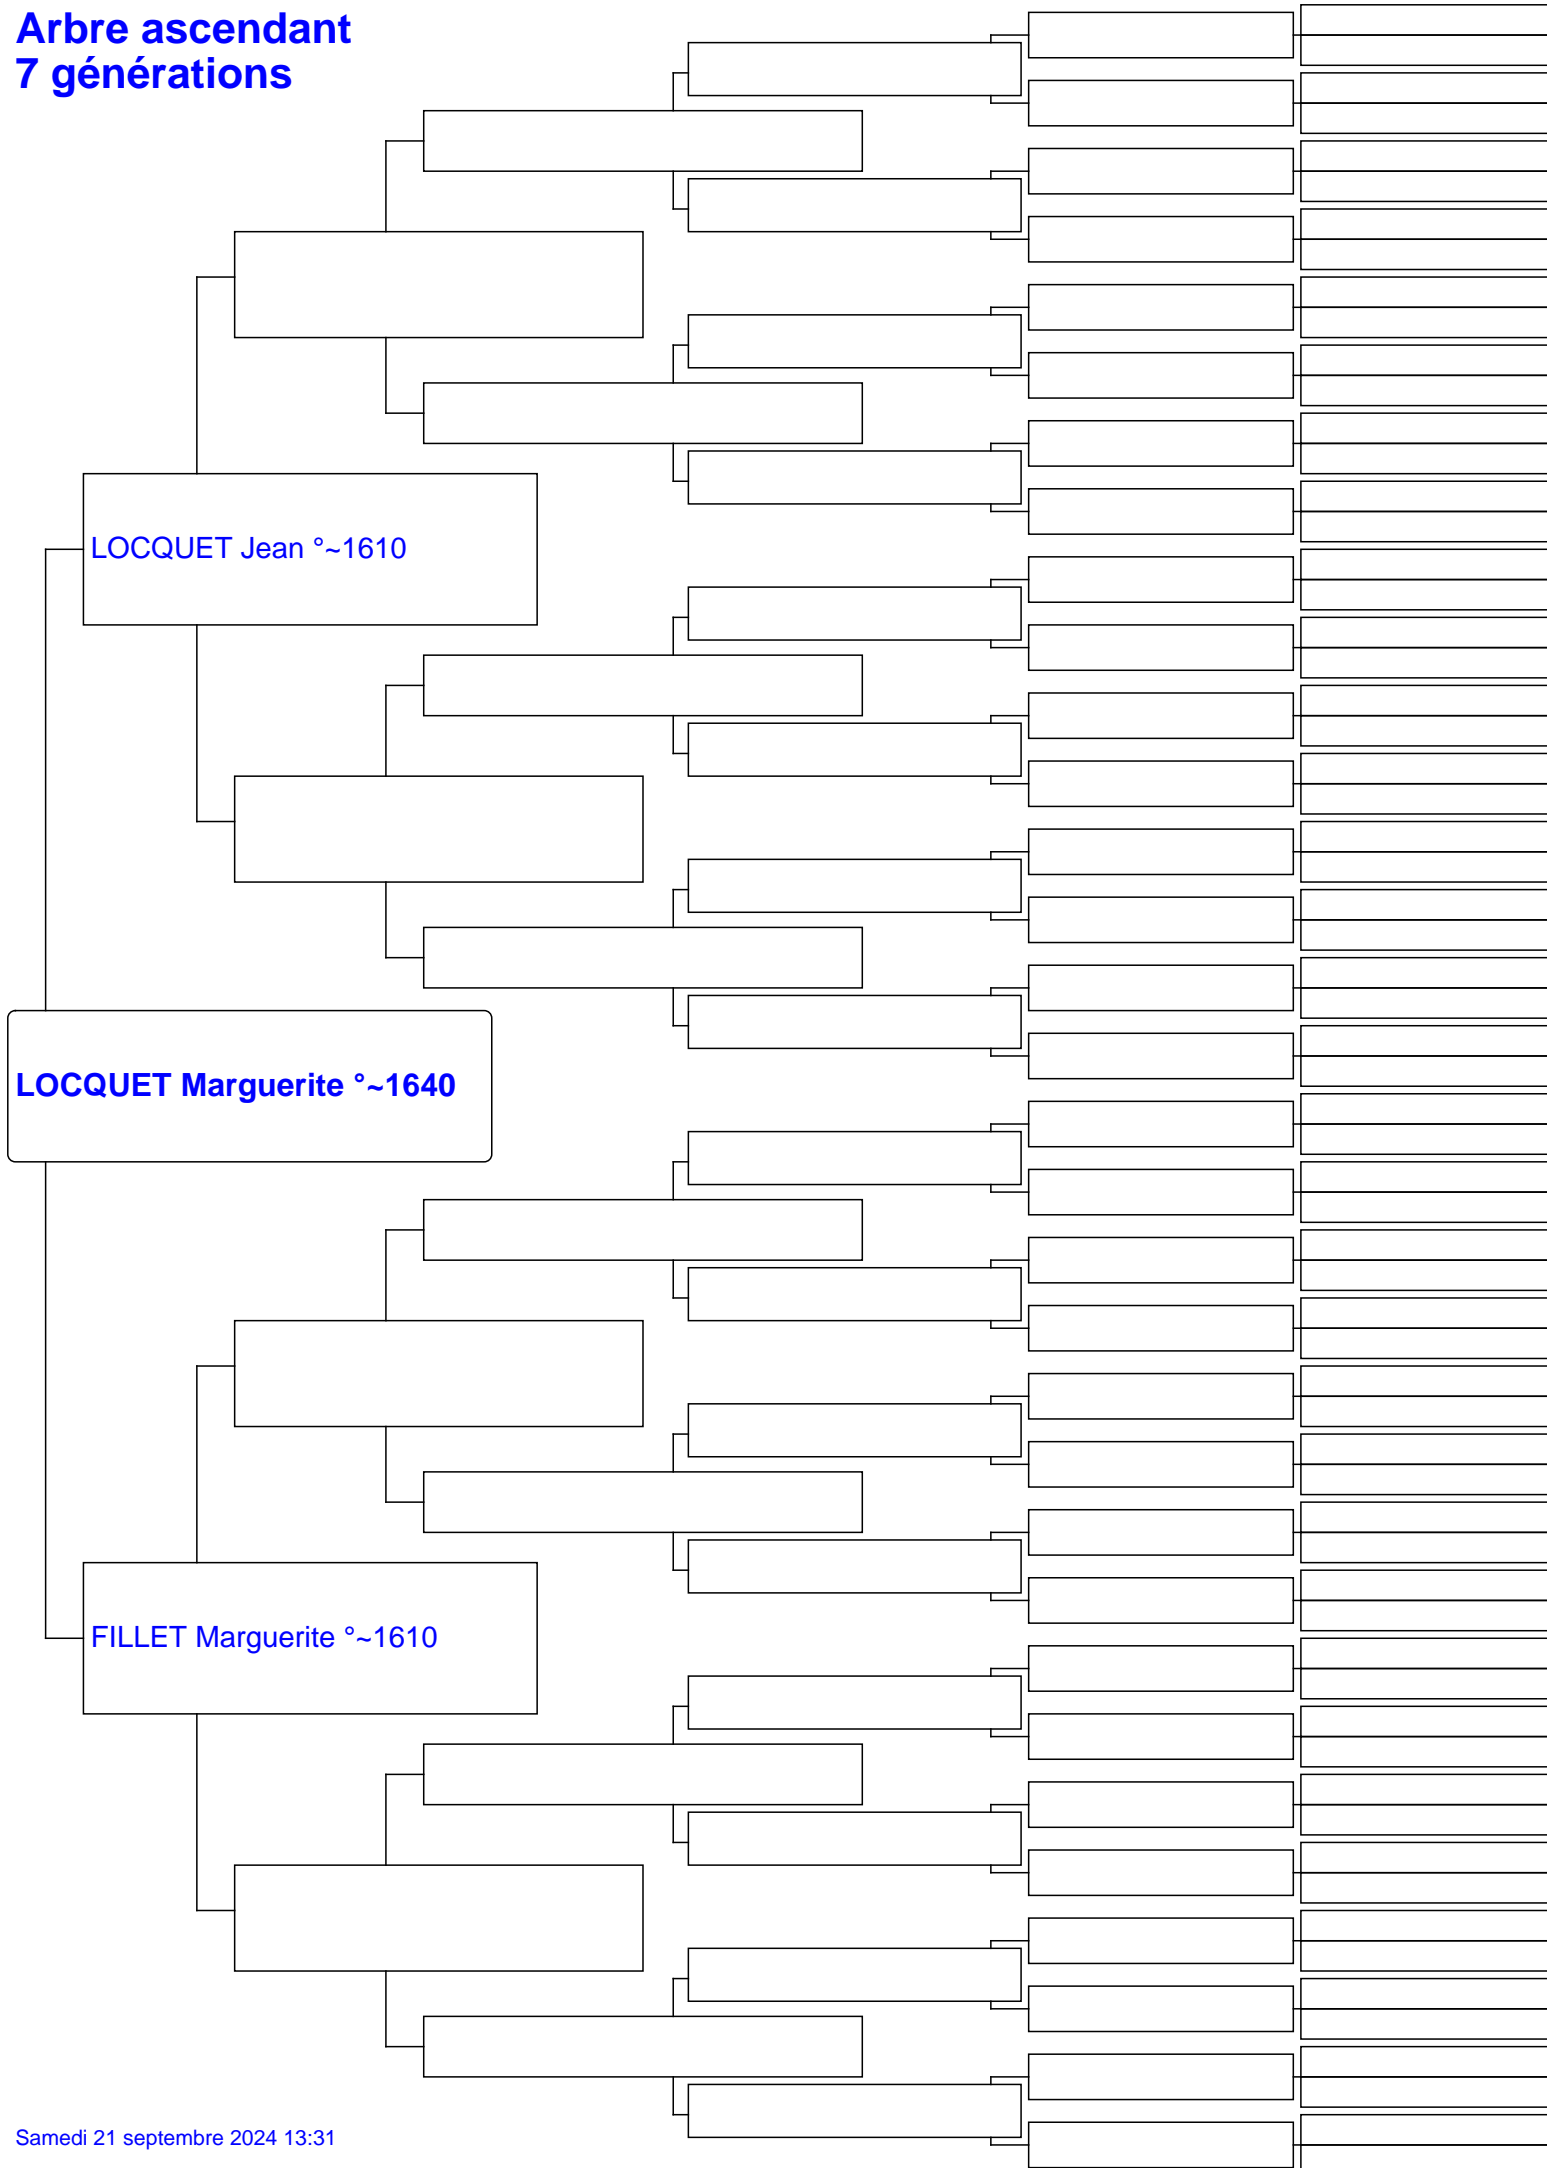 Arbre ascendant
7 générations
LOCQUET Jean °~1610
LOCQUET Marguerite °~1640
FILLET Marguerite °~1610
Samedi 21 septembre 2024 13:31